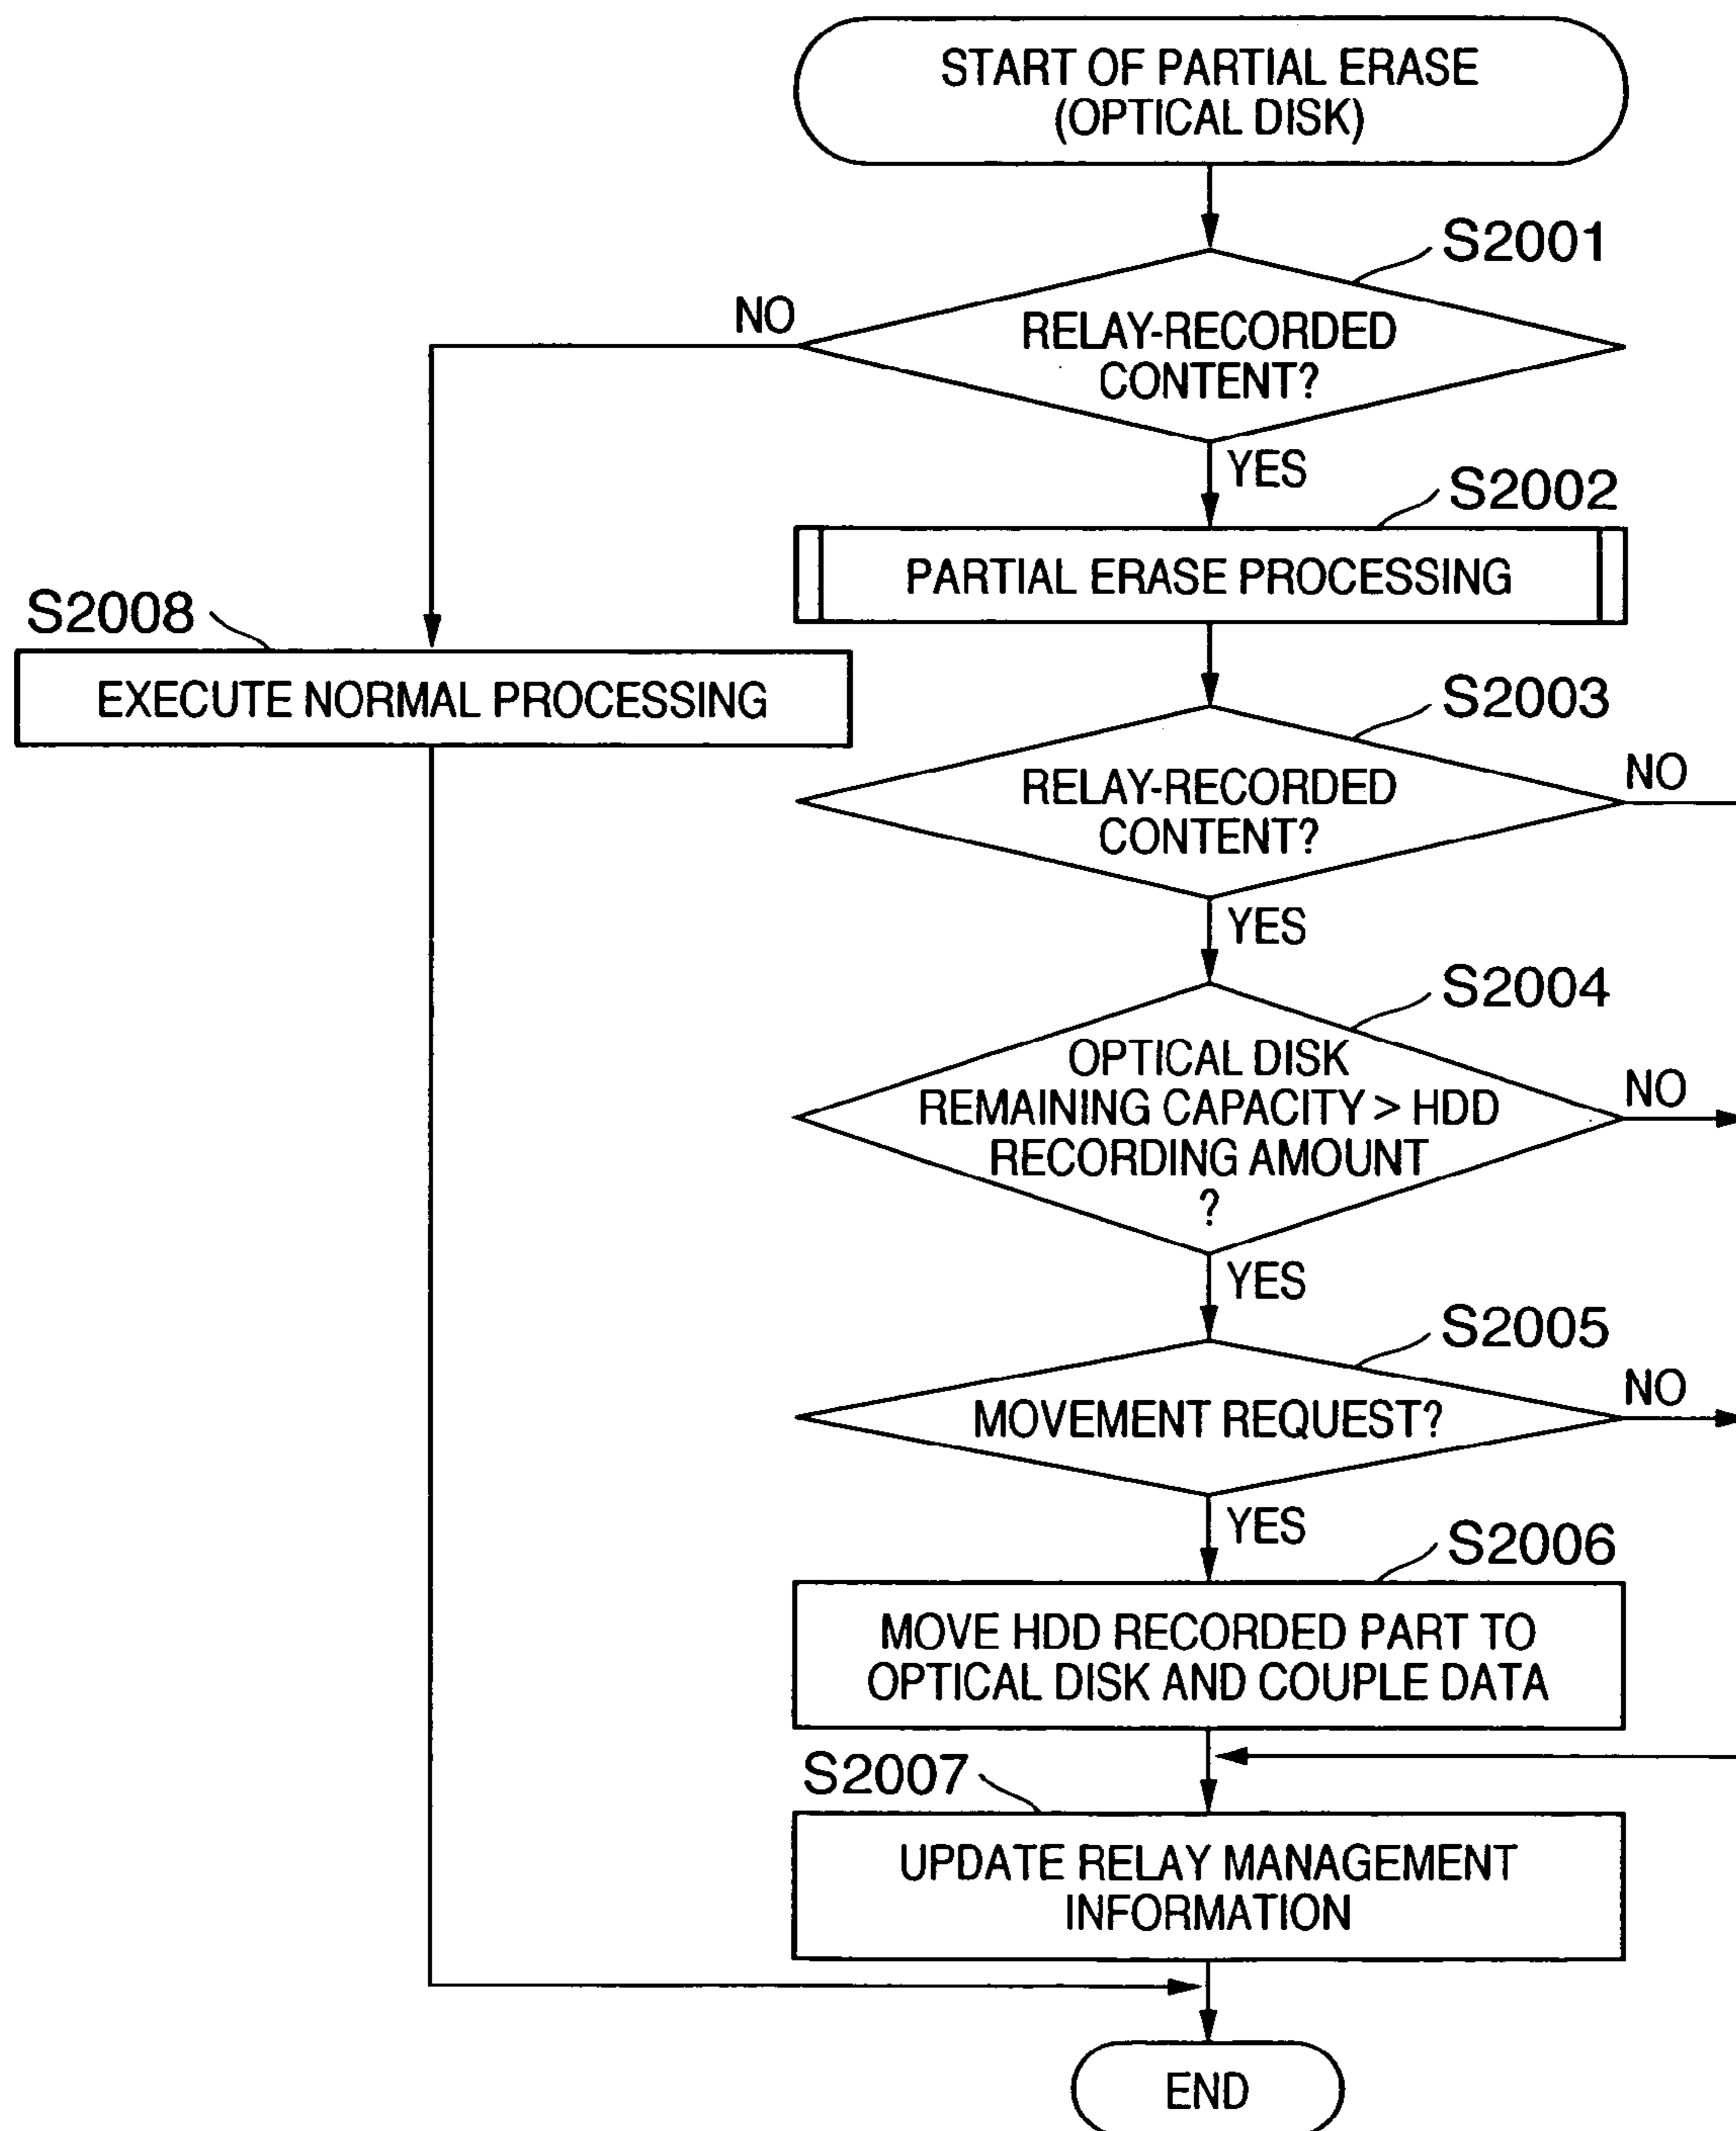 START OF PARTIAL ERASE
(OPTICAL DISK)
S2001
NO
RELAY-RECORDED
CONTENT?
YES
S2002
PARTIAL ERASE PROCESSING
S2008
EXECUTE NORMAL PROCESSING
S2003
NO
RELAY-RECORDED
CONTENT?
YES
S2004
OPTICAL DISK
REMAINING CAPACITY > HDD
RECORDING AMOUNT
?
NO
YES
S2005
NO
MOVEMENT REQUEST?
YES
S2006
MOVE HDD RECORDED PART TO
OPTICAL DISK AND COUPLE DATA
S2007
UPDATE RELAY MANAGEMENT
INFORMATION
END